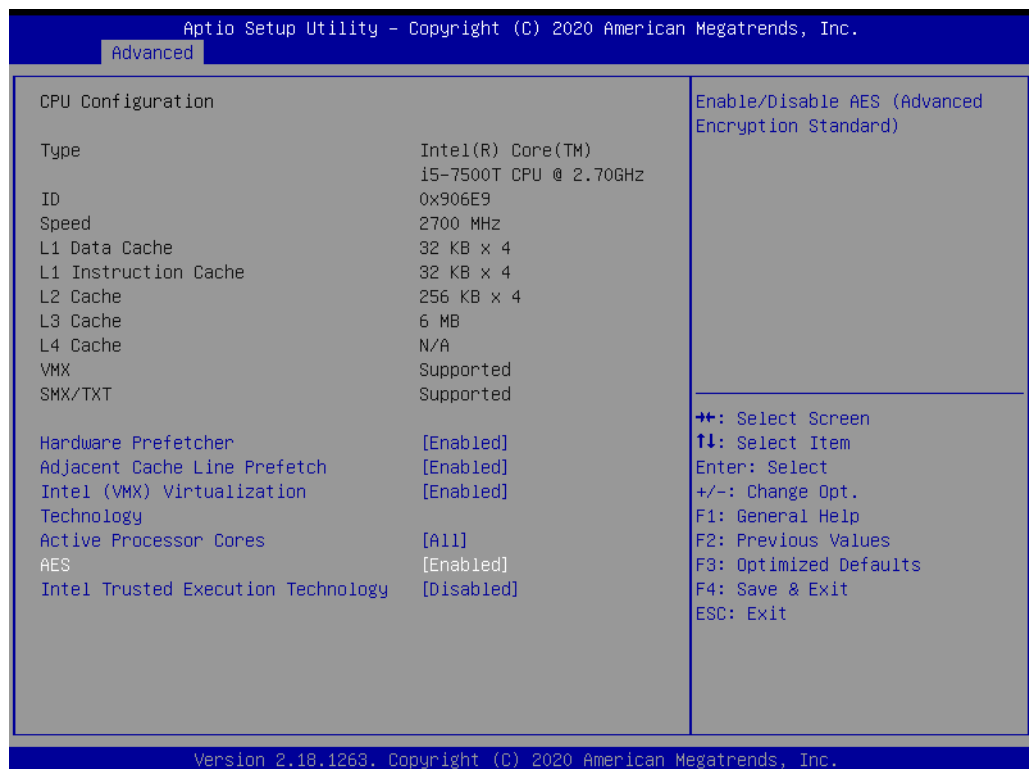 Aptio Setup Utility – Copyright (C) 2020 American Megatrends, Inc.
Advanced
CPU Configuration
Type Intel(R) Core(TM)
i5-7500T CPU @ 2.70GHz
ID 0x906E9
Speed 2700 MHz
L1 Data Cache 32 KB x 4
L1 Instruction Cache 32 KB x 4
L2 Cache 256 KB x 4
L3 Cache 6 MB
L4 Cache N/A
VMX Supported
SMX/TXT Supported
Hardware Prefetcher [Enabled]
Adjacent Cache Line Prefetch [Enabled]
Intel (VMX) Virtualization [Enabled]
Technology
Active Processor Cores [All]
AES [Enabled]
Intel Trusted Execution Technology [Disabled]
Enable/Disable AES (Advanced
Encryption Standard)
→←: Select Screen
↑↓: Select Item
Enter: Select
+/-: Change Opt.
F1: General Help
F2: Previous Values
F3: Optimized Defaults
F4: Save & Exit
ESC: Exit
Version 2.18.1263. Copyright (C) 2020 American Megatrends, Inc.